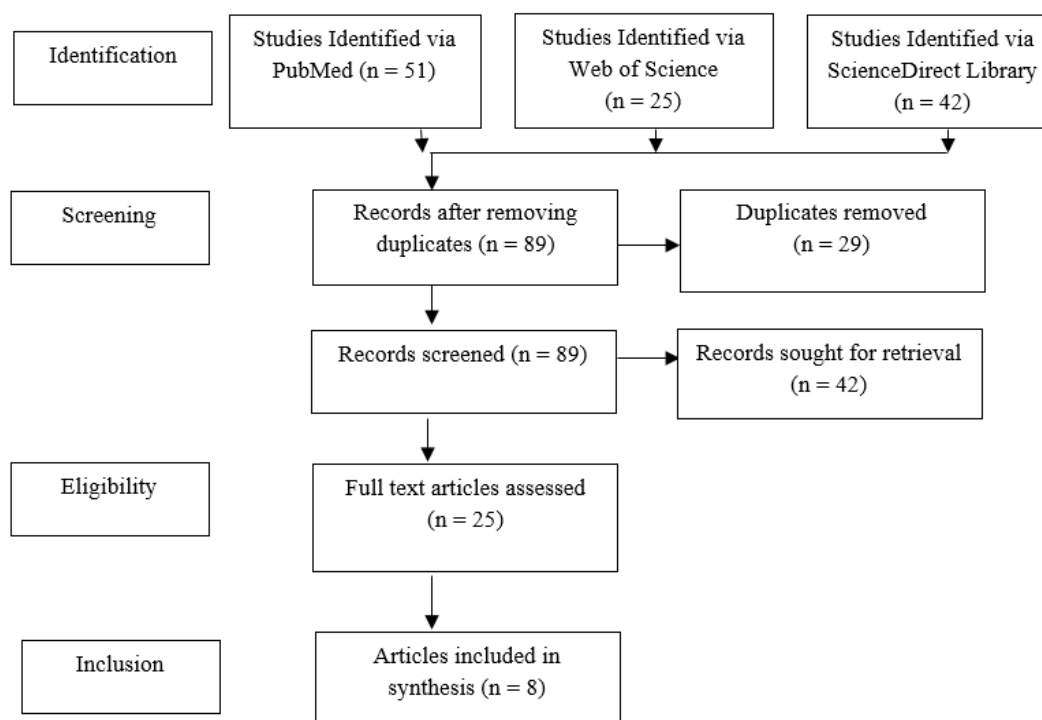 Identification
Studies Identified via
PubMed (n = 51)
Studies Identified via
Web of Science
(n = 25)
Studies Identified via
ScienceDirect Library
(n = 42)
Screening
Records after removing
duplicates (n = 89)
Duplicates removed
(n = 29)
Records screened (n = 89)
Records sought for retrieval
(n = 42)
Eligibility
Full text articles assessed
(n = 25)
Inclusion
Articles included in
synthesis (n = 8)